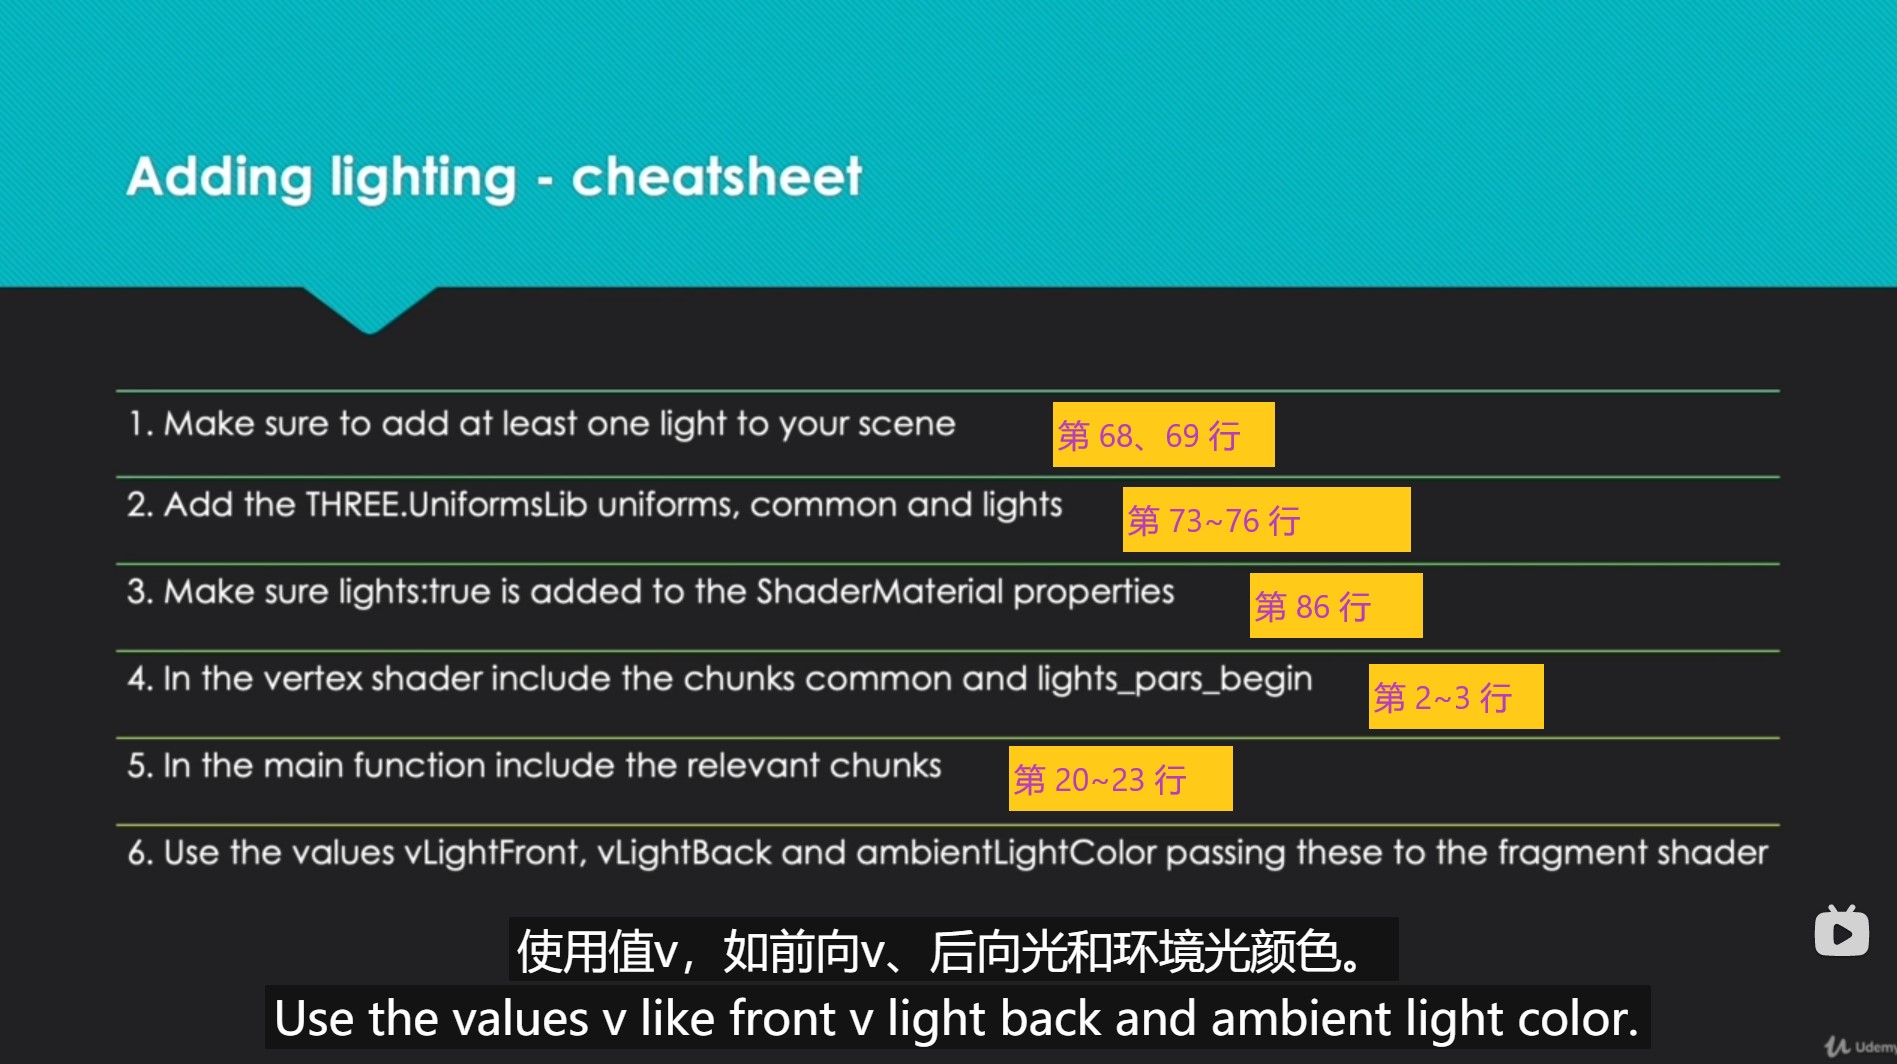 Adding lighting - cheatsheet
1. Make sure to add at least one light to your scene
第 68、69 行
2. Add the THREE.UniformsLib uniforms, common and lights
第 73~76 行
3. Make sure lights:true is added to the ShaderMaterial properties
第 86 行
4. In the vertex shader include the chunks common and lights_pars_begin
第 2~3 行
5. In the main function include the relevant chunks
第 20~23 行
6. Use the values vLightFront, vLightBack and ambientLightColor passing these to the fragment shader
使用值v，如前向v、后向光和环境光颜色。
Use the values v like front v light back and ambient light color.
Udemy